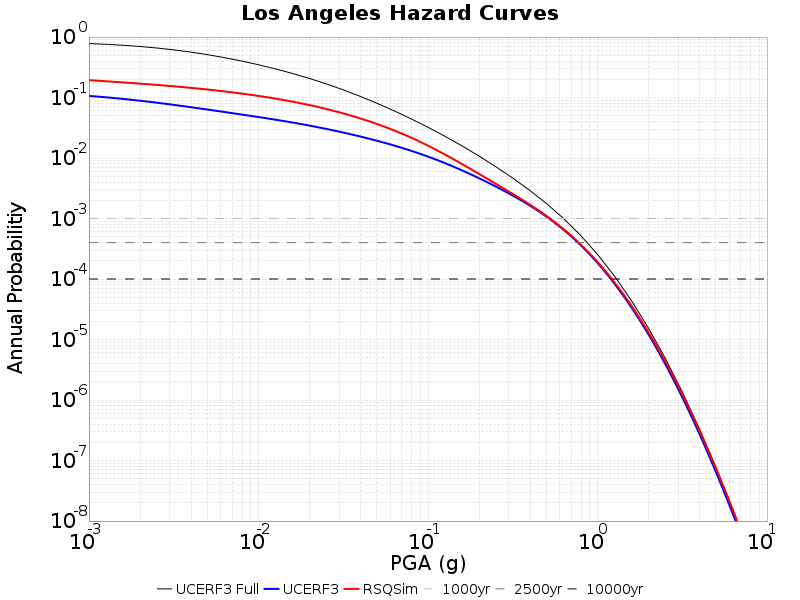 Los Angeles Hazard Curves
Annual Probabilitiy
10^0
10^-1
10^-2
10^-3
10^-4
10^-5
10^-6
10^-7
10^-8
10^-3 10^-2 10^-1 10^0 10^1
PGA (g)
UCERF3 Full UCERF3 RSQSim 1000yr 2500yr 10000yr